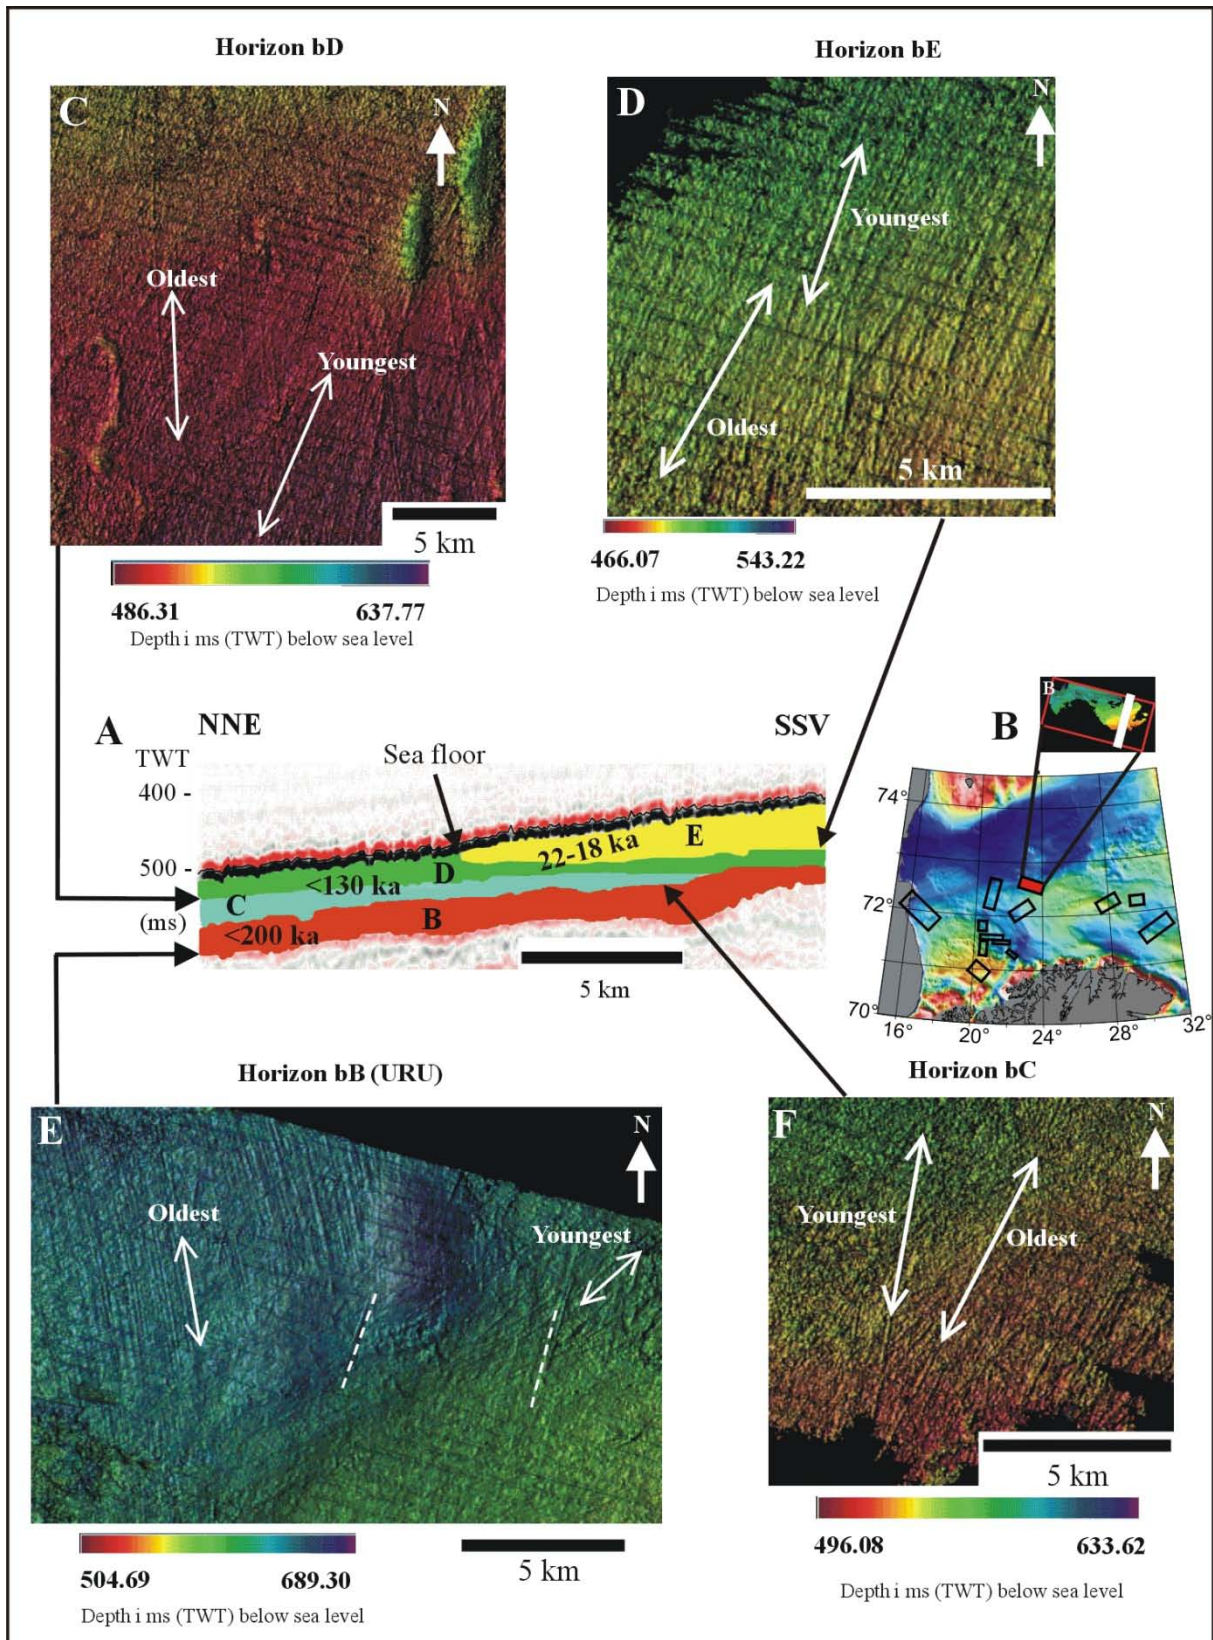 Horizon bD
Horizon bE
C
N
Oldest
Youngest
5 km
486.31 637.77
Depth i ms (TWT) below sea level
D
N
Youngest
Oldest
5 km
466.07 543.22
Depth i ms (TWT) below sea level
A
NNE
SSV
TWT
400 -
500 -
(ms)
Sea floor
E
22-18 ka
D
<130 ka
C
B
<200 ka
5 km
B
B
74°
72°
70°
16° 20° 24° 28° 32°
Horizon bB (URU)
E
N
Oldest
Youngest
504.69 689.30
5 km
Depth i ms (TWT) below sea level
Horizon bC
F
N
Youngest
Oldest
5 km
496.08 633.62
Depth i ms (TWT) below sea level